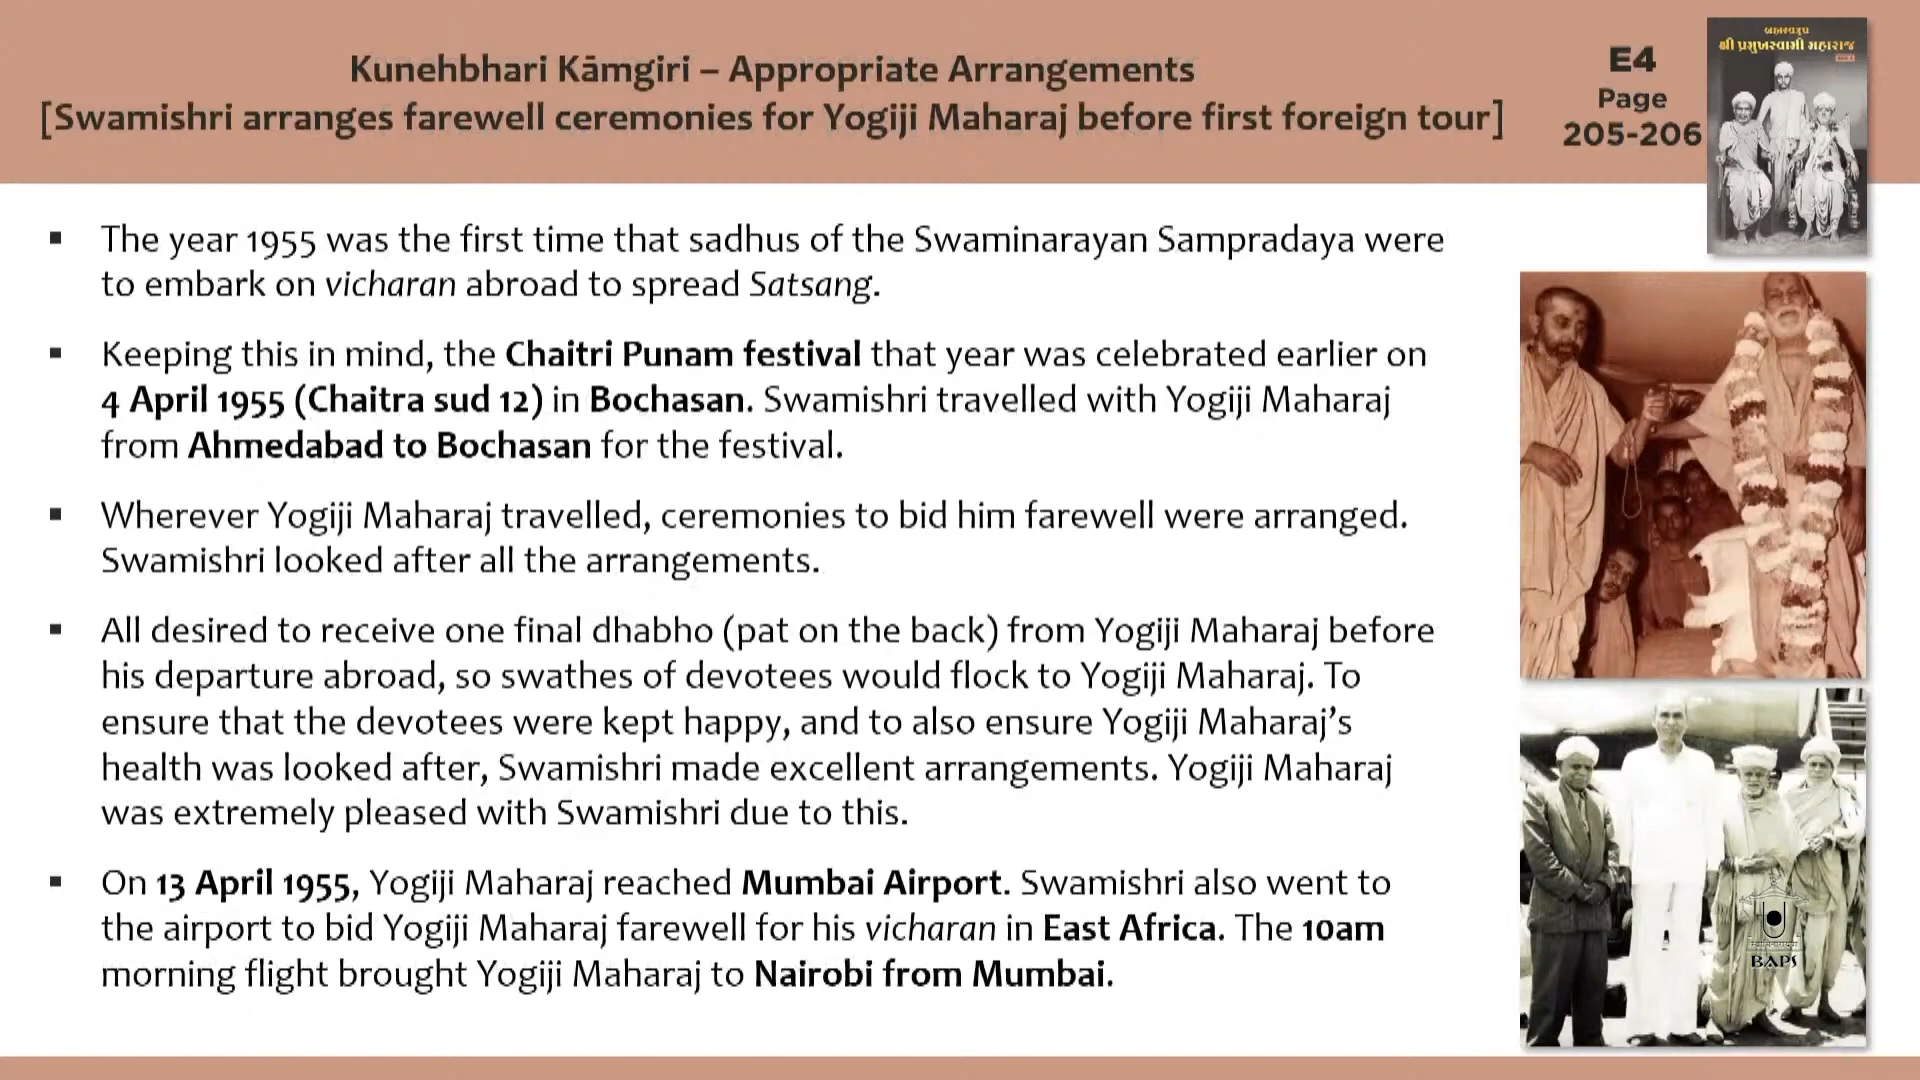 Kunehbhari Kāmgiri – Appropriate Arrangements
[Swamishri arranges farewell ceremonies for Yogiji Maharaj before first foreign tour]
E4
Page
205-206
શ્રી પ્રમુખસ્વામી મહારાજ
▪ The year 1955 was the first time that sadhus of the Swaminarayan Sampradaya were
to embark on vicharan abroad to spread Satsang.
▪ Keeping this in mind, the Chaitri Punam festival that year was celebrated earlier on
4 April 1955 (Chaitra sud 12) in Bochasan. Swamishri travelled with Yogiji Maharaj
from Ahmedabad to Bochasan for the festival.
▪ Wherever Yogiji Maharaj travelled, ceremonies to bid him farewell were arranged.
Swamishri looked after all the arrangements.
▪ All desired to receive one final dhabho (pat on the back) from Yogiji Maharaj before
his departure abroad, so swathes of devotees would flock to Yogiji Maharaj. To
ensure that the devotees were kept happy, and to also ensure Yogiji Maharaj’s
health was looked after, Swamishri made excellent arrangements. Yogiji Maharaj
was extremely pleased with Swamishri due to this.
▪ On 13 April 1955, Yogiji Maharaj reached Mumbai Airport. Swamishri also went to
the airport to bid Yogiji Maharaj farewell for his vicharan in East Africa. The 10am
morning flight brought Yogiji Maharaj to Nairobi from Mumbai.
BAPS